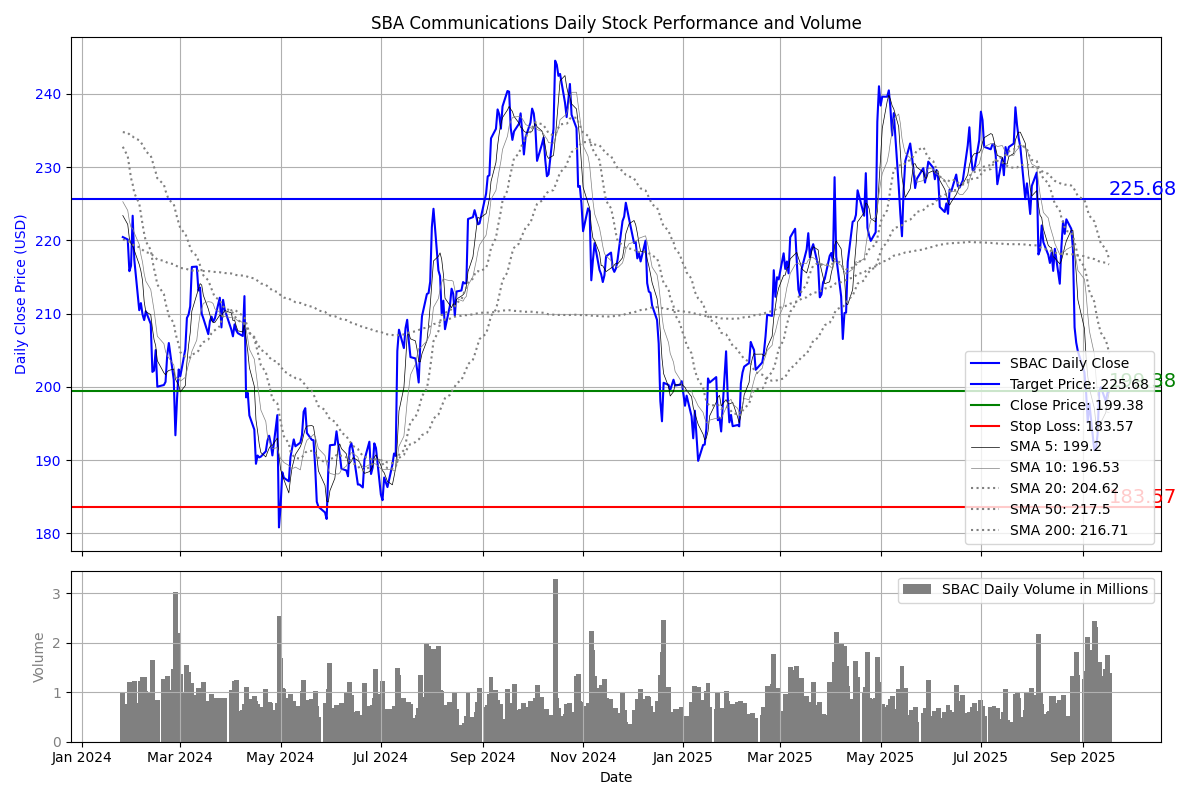 SBA Communications Daily Stock Performance and Volume
Daily Close Price (USD)
240
230
220
210
200
190
180
225.68
199.38
183.57
SBAC Daily Close
Target Price: 225.68
Close Price: 199.38
Stop Loss: 183.57
SMA 5: 199.2
SMA 10: 196.53
SMA 20: 204.62
SMA 50: 217.5
SMA 200: 216.71
Volume
3
2
1
0
SBAC Daily Volume in Millions
Jan 2024 Mar 2024 May 2024 Jul 2024 Sep 2024 Nov 2024 Jan 2025 Mar 2025 May 2025 Jul 2025 Sep 2025
Date